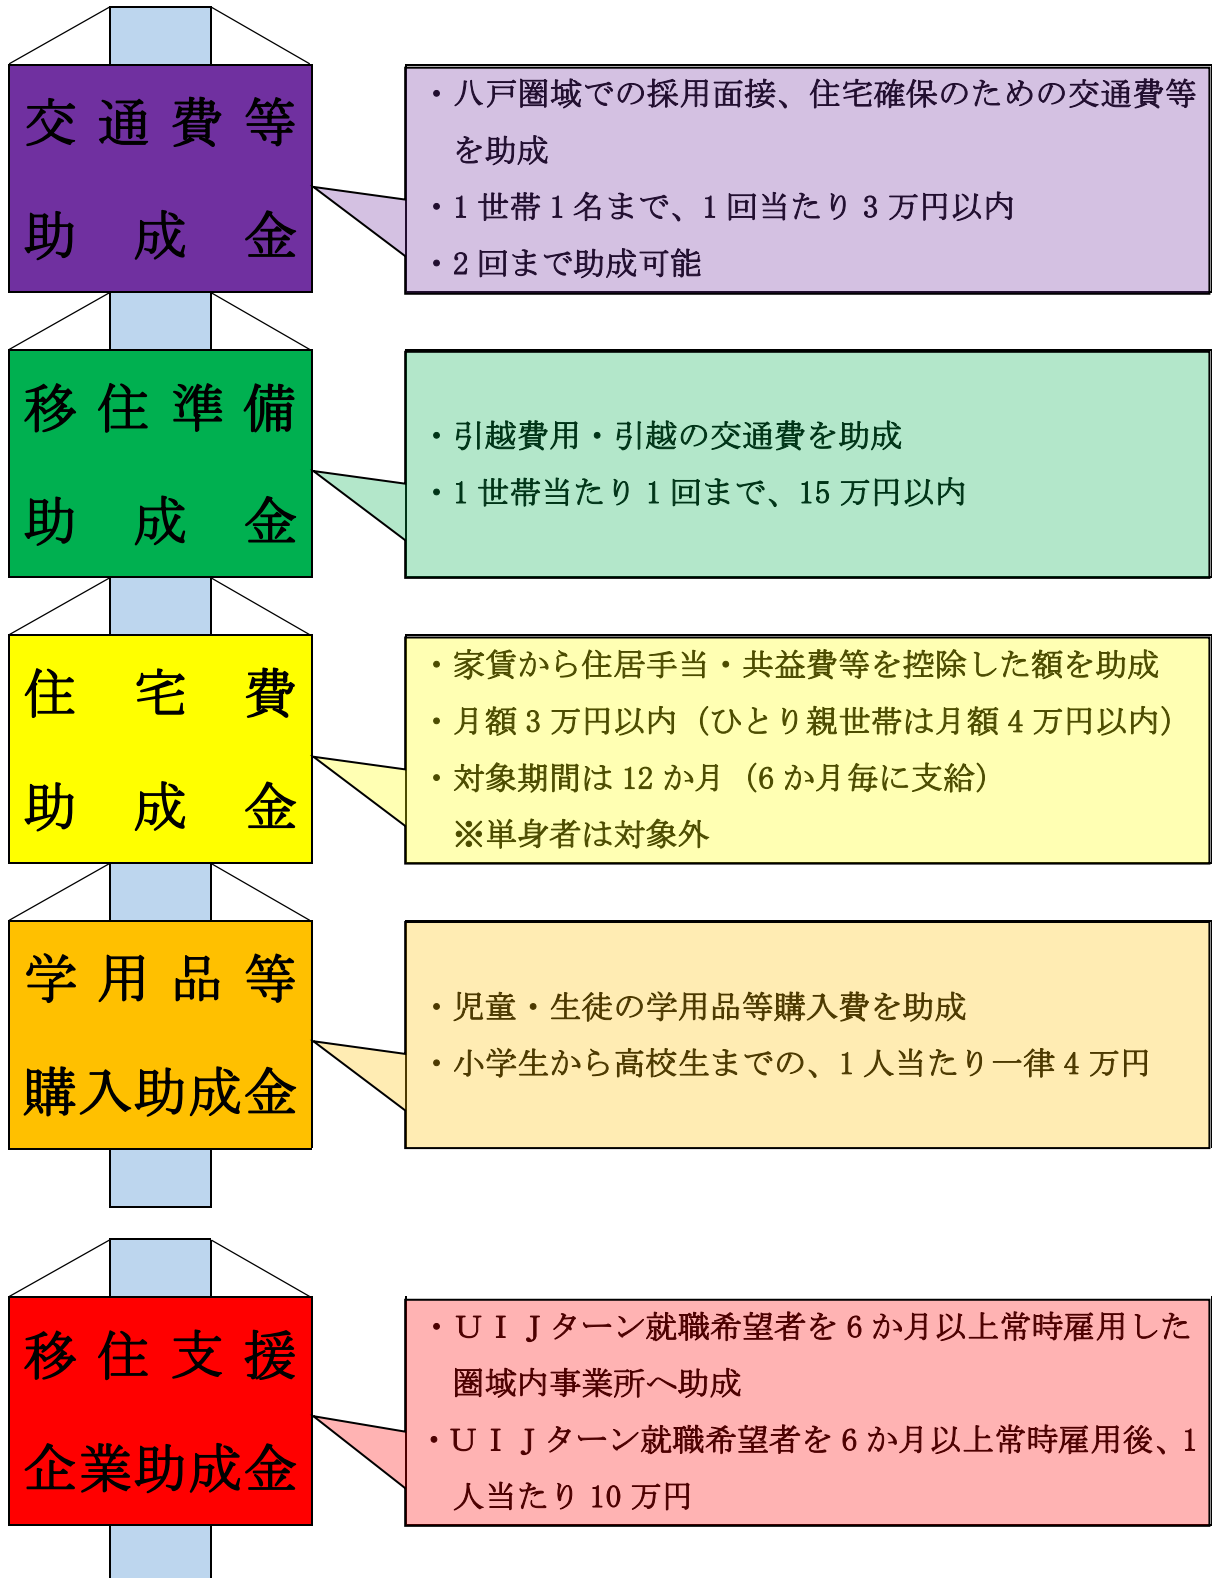 交通費等
助成金
・八戸圏域での採用面接、住宅確保のための交通費等
を助成
・1世帯1名まで、1回当たり3万円以内
・2回まで助成可能
移住準備
助成金
・引越費用・引越の交通費を助成
・1世帯当たり1回まで、15万円以内
住宅費
助成金
・家賃から住居手当・共益費等を控除した額を助成
・月額3万円以内（ひとり親世帯は月額4万円以内）
・対象期間は12か月（6か月毎に支給）
※単身者は対象外
学用品等
購入助成金
・児童・生徒の学用品等購入費を助成
・小学生から高校生までの、1人当たり一律4万円
移住支援
企業助成金
・ＵＩＪターン就職希望者を6か月以上常時雇用した
圏域内事業所へ助成
・ＵＩＪターン就職希望者を6か月以上常時雇用後、1
人当たり10万円